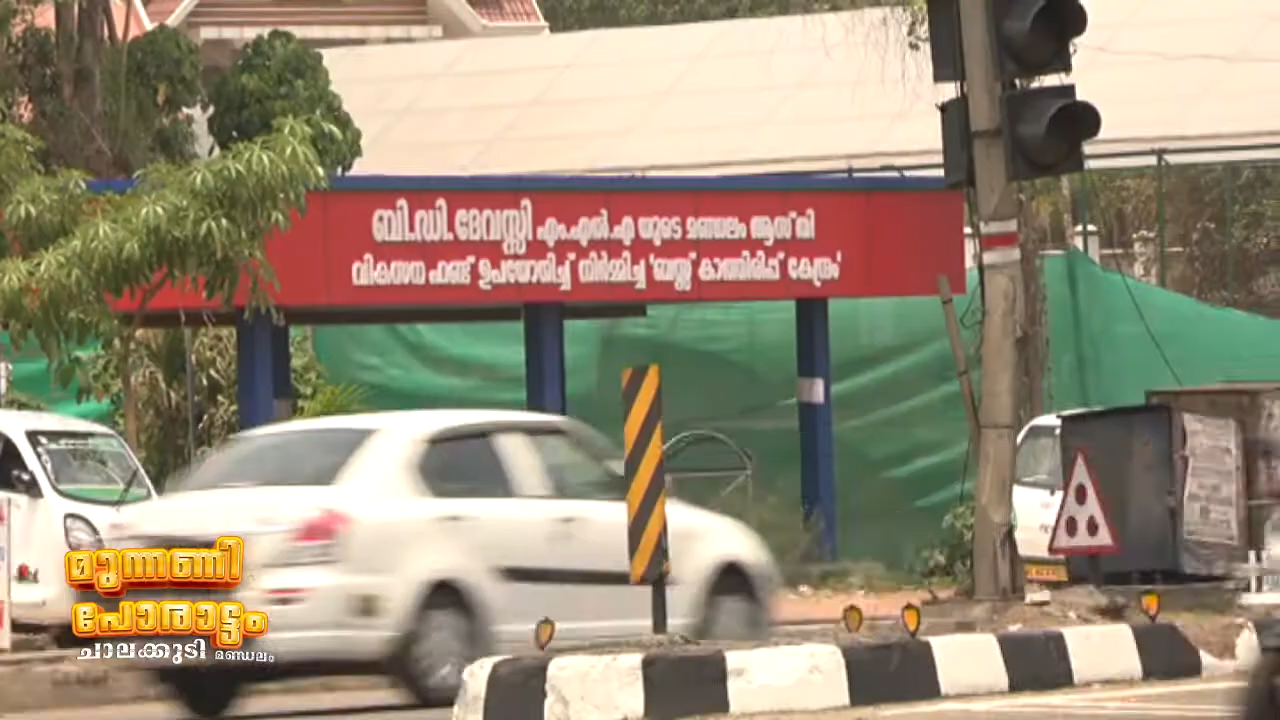 ബി.ഡി. ദേവസ്സി എം.എൽ.എ യുടെ മണ്ഡലം ആസ്തി
വികസന ഫണ്ട് ഉപയോഗിച്ച് നിർമ്മിച്ച 'ബസ്സ് കാത്തിരിപ്പ് കേന്ദ്രം'
മുന്നണി
പോരാട്ടം
ചാലക്കുടി മണ്ഡലം